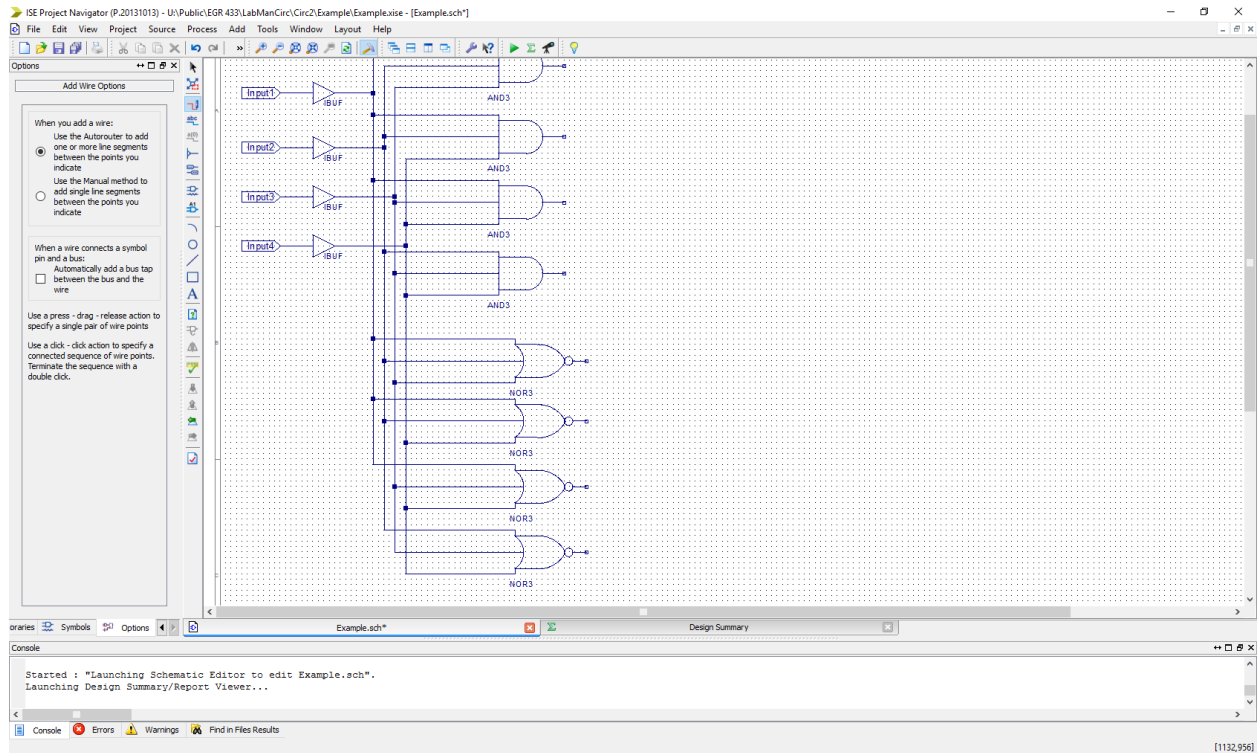 ISE Project Navigator (P.20131013) - U:\Public\EGR 433\LabManCirc\Circ2\Example\Example.xise - [Example.sch*]
File Edit View Project Source Process Add Tools Window Layout Help
Options
Add Wire Options
When you add a wire:
Use the Autorouter to add
one or more line segments
between the points you
indicate
Use the Manual method to
add single line segments
between the points you
indicate
When a wire connects a symbol
pin and a bus:
Automatically add a bus tap
between the bus and the
wire
Use a press - drag - release action to
specify a single pair of wire points
Use a click - click action to specify a
connected sequence of wire points.
Terminate the sequence with a
double click.
Input1
IBUF
AND3
Input2
IBUF
AND3
Input3
IBUF
AND3
Input4
IBUF
AND3
NOR3
NOR3
NOR3
NOR3
oraries Symbols Options
Example.sch*
Design Summary
Console
Started : "Launching Schematic Editor to edit Example.sch".
Launching Design Summary/Report Viewer...
Console Errors Warnings Find in Files Results
[1132,956]